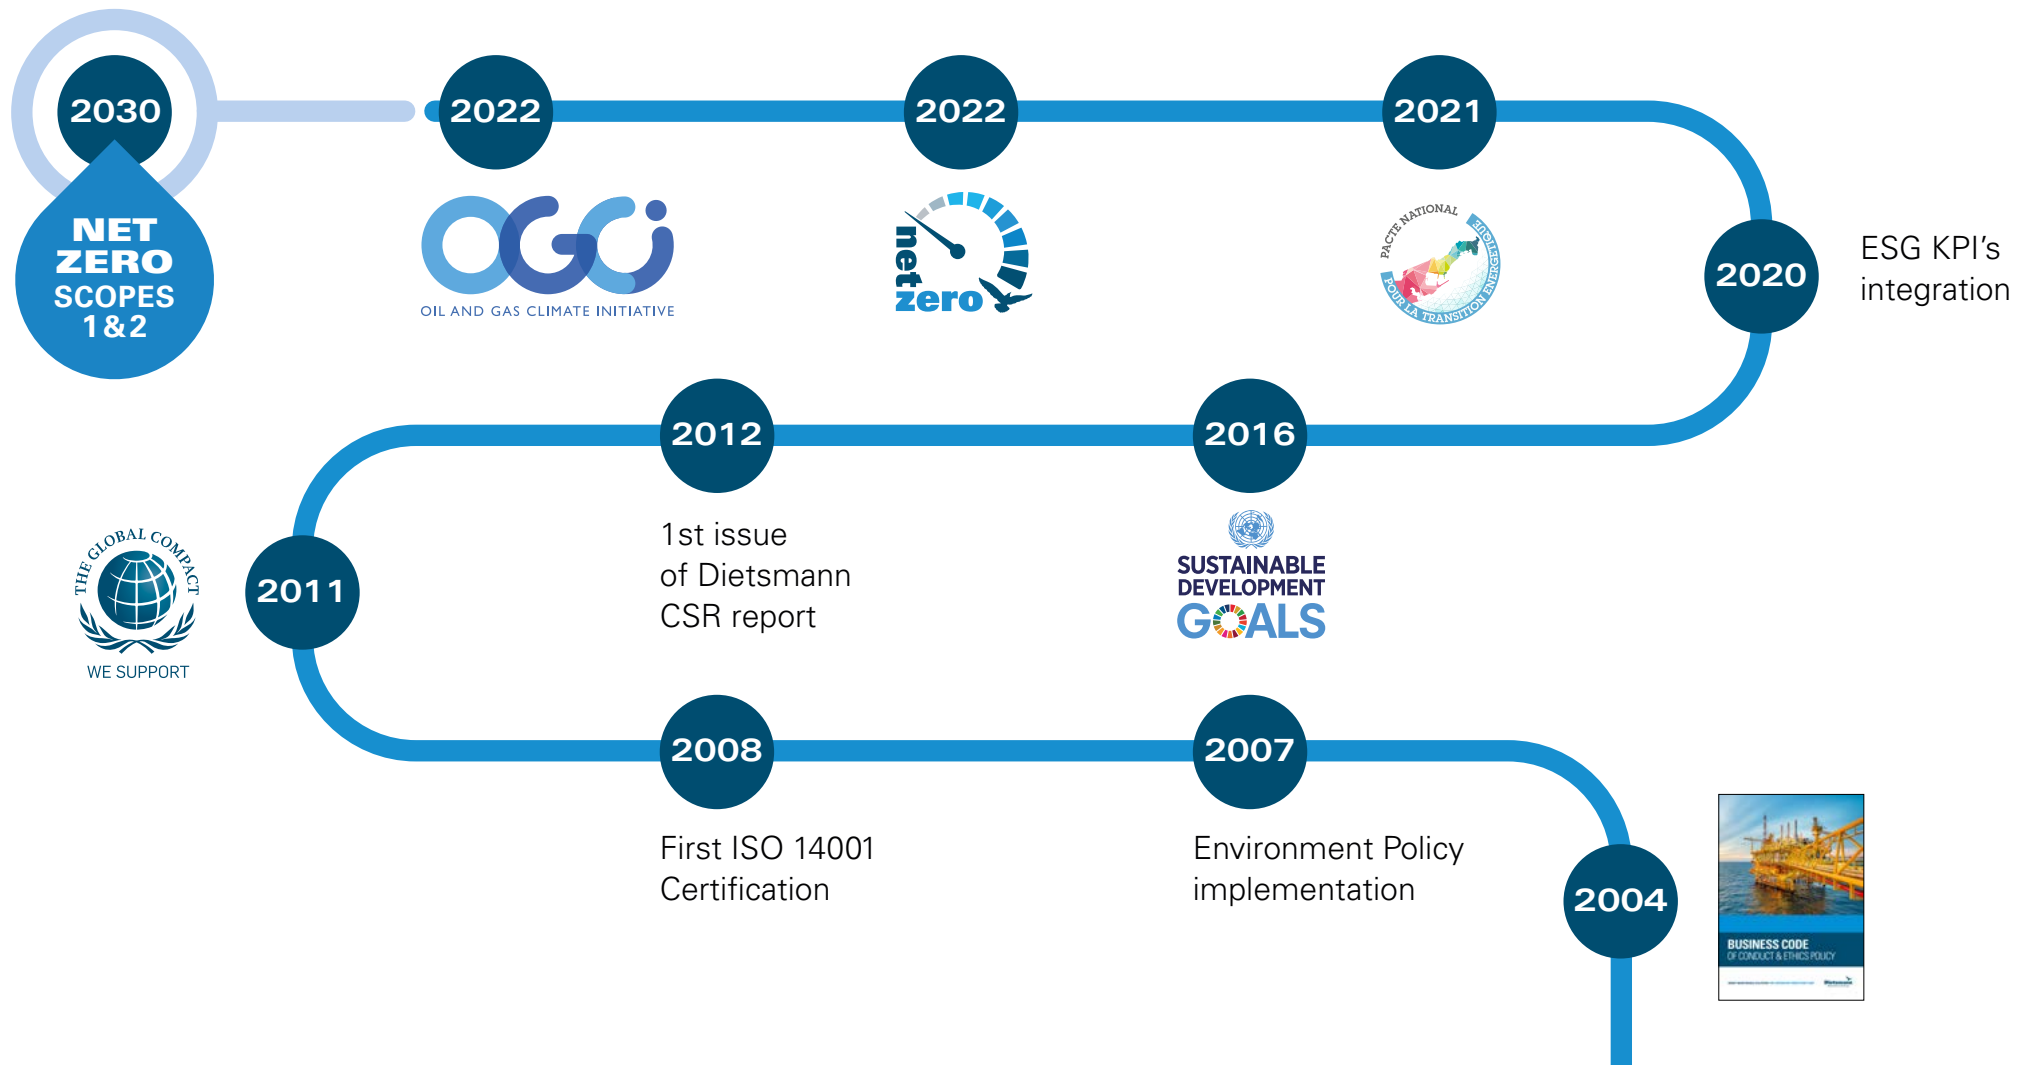 2030
NET
ZERO
SCOPES
1&2
2022
OGCi
OIL AND GAS CLIMATE INITIATIVE
2022
net
zero
2021
PACTE NATIONAL
POUR LA TRANSITION ENERGETIQUE
2020
ESG KPI's
integration
2016
SUSTAINABLE
DEVELOPMENT
GOALS
2012
1st issue
of Dietsmann
CSR report
2011
THE GLOBAL COMPACT
WE SUPPORT
2008
First ISO 14001
Certification
2007
Environment Policy
implementation
2004
BUSINESS CODE
OF CONDUCT & ETHICS POLICY